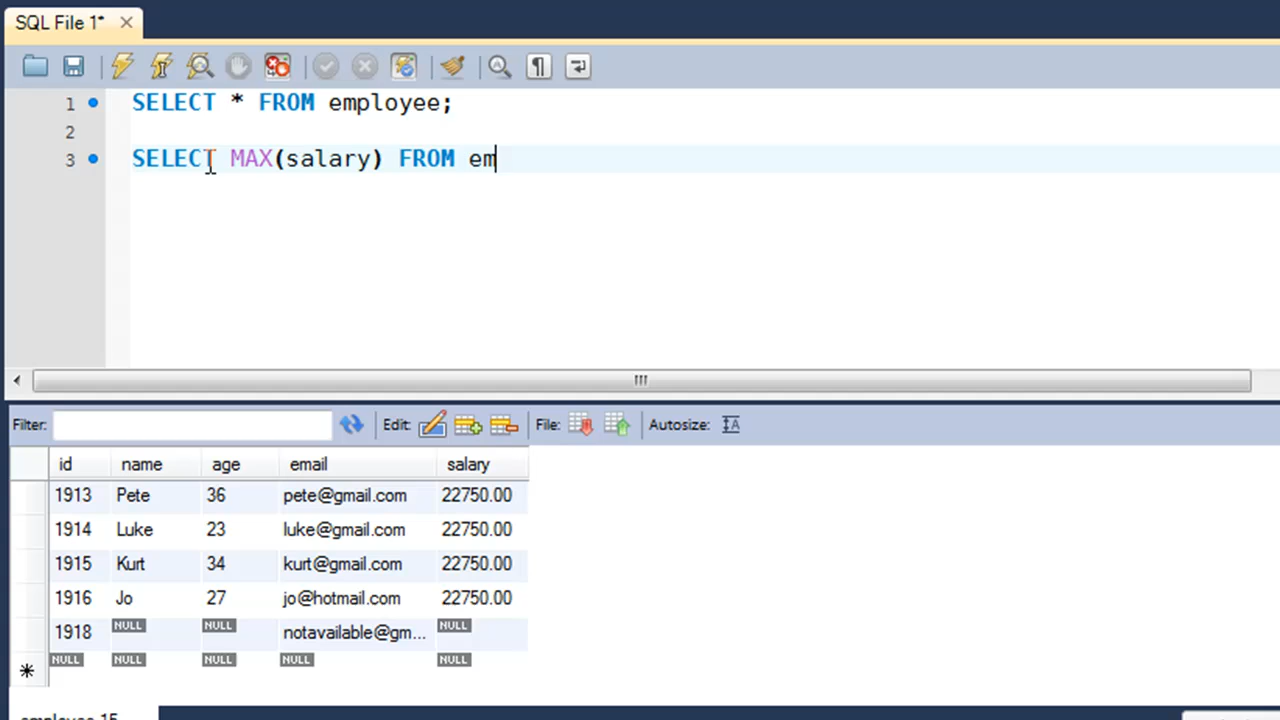 SQL File 1*
1 SELECT * FROM employee;
2
3 SELECT MAX(salary) FROM em
Filter: Edit: File: Autosize:
id name age email salary
1913 Pete 36 pete@gmail.com 22750.00
1914 Luke 23 luke@gmail.com 22750.00
1915 Kurt 34 kurt@gmail.com 22750.00
1916 Jo 27 jo@hotmail.com 22750.00
1918 NULL NULL notavailable@gm... NULL
NULL NULL NULL NULL NULL
employee 15